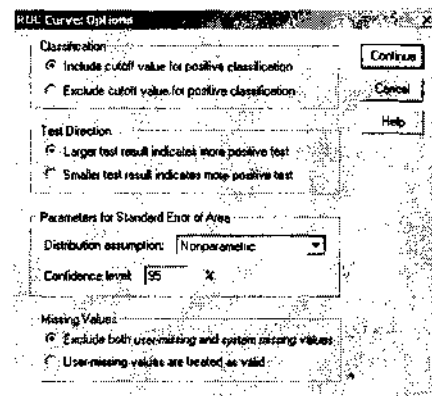 ROC Curve: Options
Classification
Include cutoff value for positive classification
Exclude cutoff value for positive classification
Continue
Cancel
Help
Test Direction
Larger test result indicates more positive test
Smaller test result indicates more positive test
Parameters for Standard Error of Area
Distribution assumption: Nonparametric
Confidence level: 95 %
Missing Values
Exclude both user-missing and system missing values
User-missing values are treated as valid